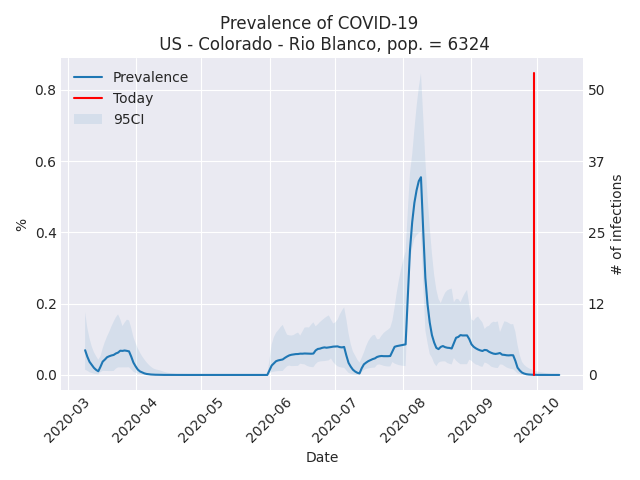 Prevalence of COVID-19
US - Colorado - Rio Blanco, pop. = 6324
Prevalence
Today
95CI
%
0.8
0.6
0.4
0.2
0.0
50
37
25
12
0
# of infections
2020-03
2020-04
2020-05
2020-06
2020-07
2020-08
2020-09
2020-10
Date